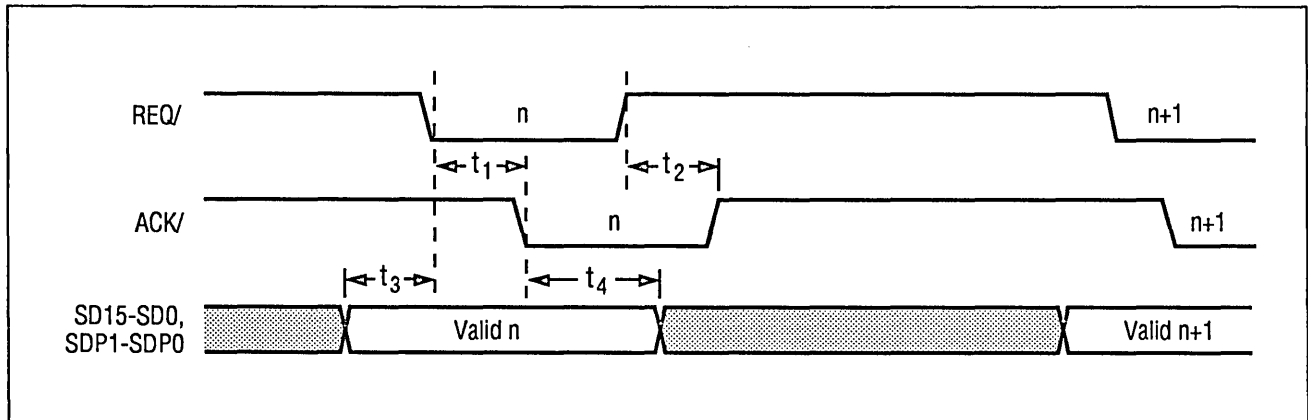 REQ/ n n+1
t1 t2
ACK/ n n+1
t3 t4
SD15-SD0,
SDP1-SDP0
Valid n Valid n+1